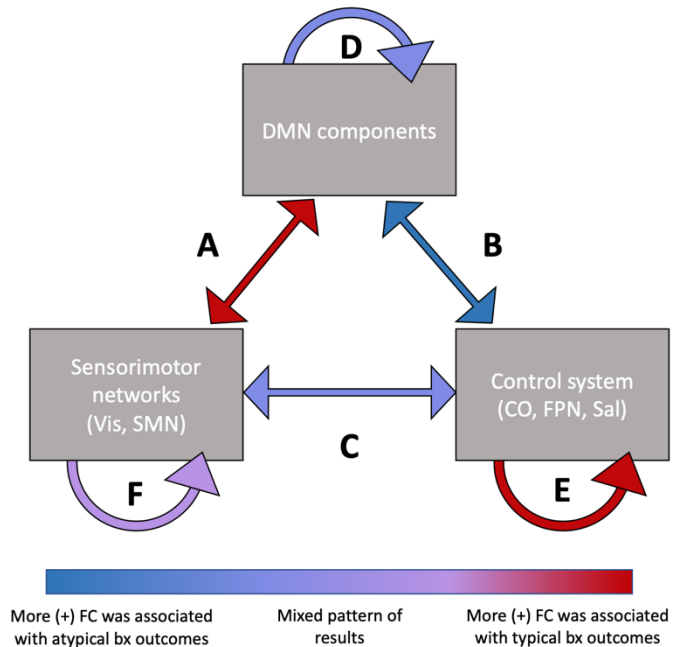 D
DMN components
A
B
Sensorimotor
networks
(Vis, SMN)
Control system
(CO, FPN, Sal)
C
F
E
More (+) FC was associated
with atypical bx outcomes
Mixed pattern of
results
More (+) FC was associated
with typical bx outcomes